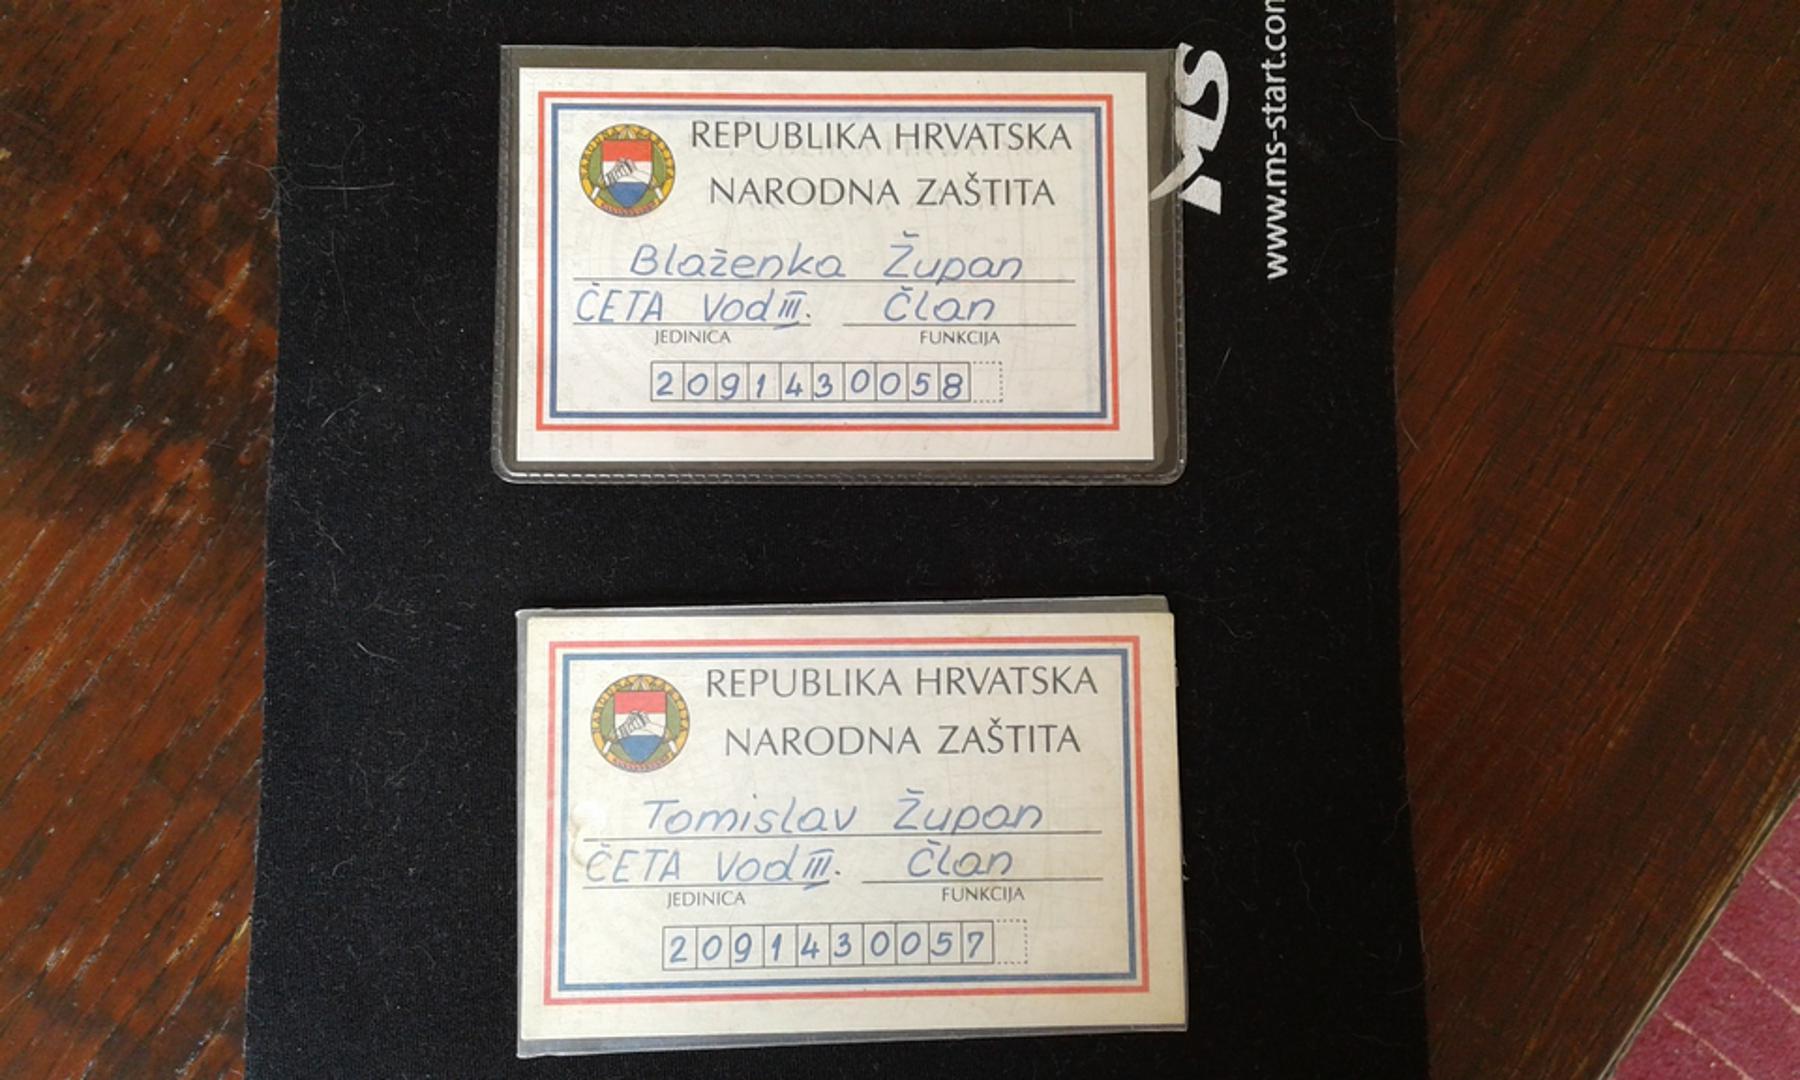 REPUBLIKA HRVATSKA
NARODNA ZAŠTITA
Blaženka Župan
ČETA Vod III. Član
JEDINICA FUNKCIJA
2091430058
MS
www.ms-start.com
REPUBLIKA HRVATSKA
NARODNA ZAŠTITA
Tomislav Župan
ČETA Vod III. Član
JEDINICA FUNKCIJA
2091430057